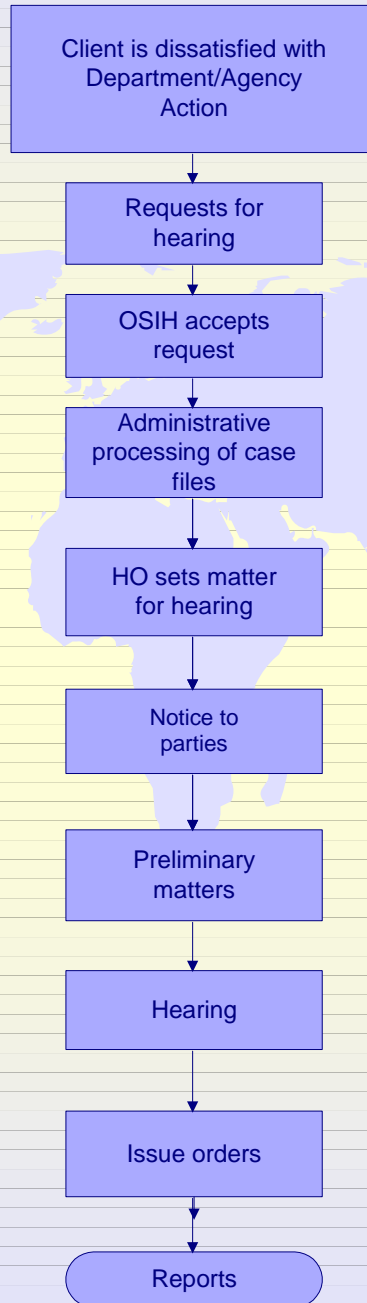 Client is dissatisfied with
Department/Agency
Action
Requests for
hearing
OSIH accepts
request
Administrative
processing of case
files
HO sets matter
for hearing
Notice to
parties
Preliminary
matters
Hearing
Issue orders
Reports